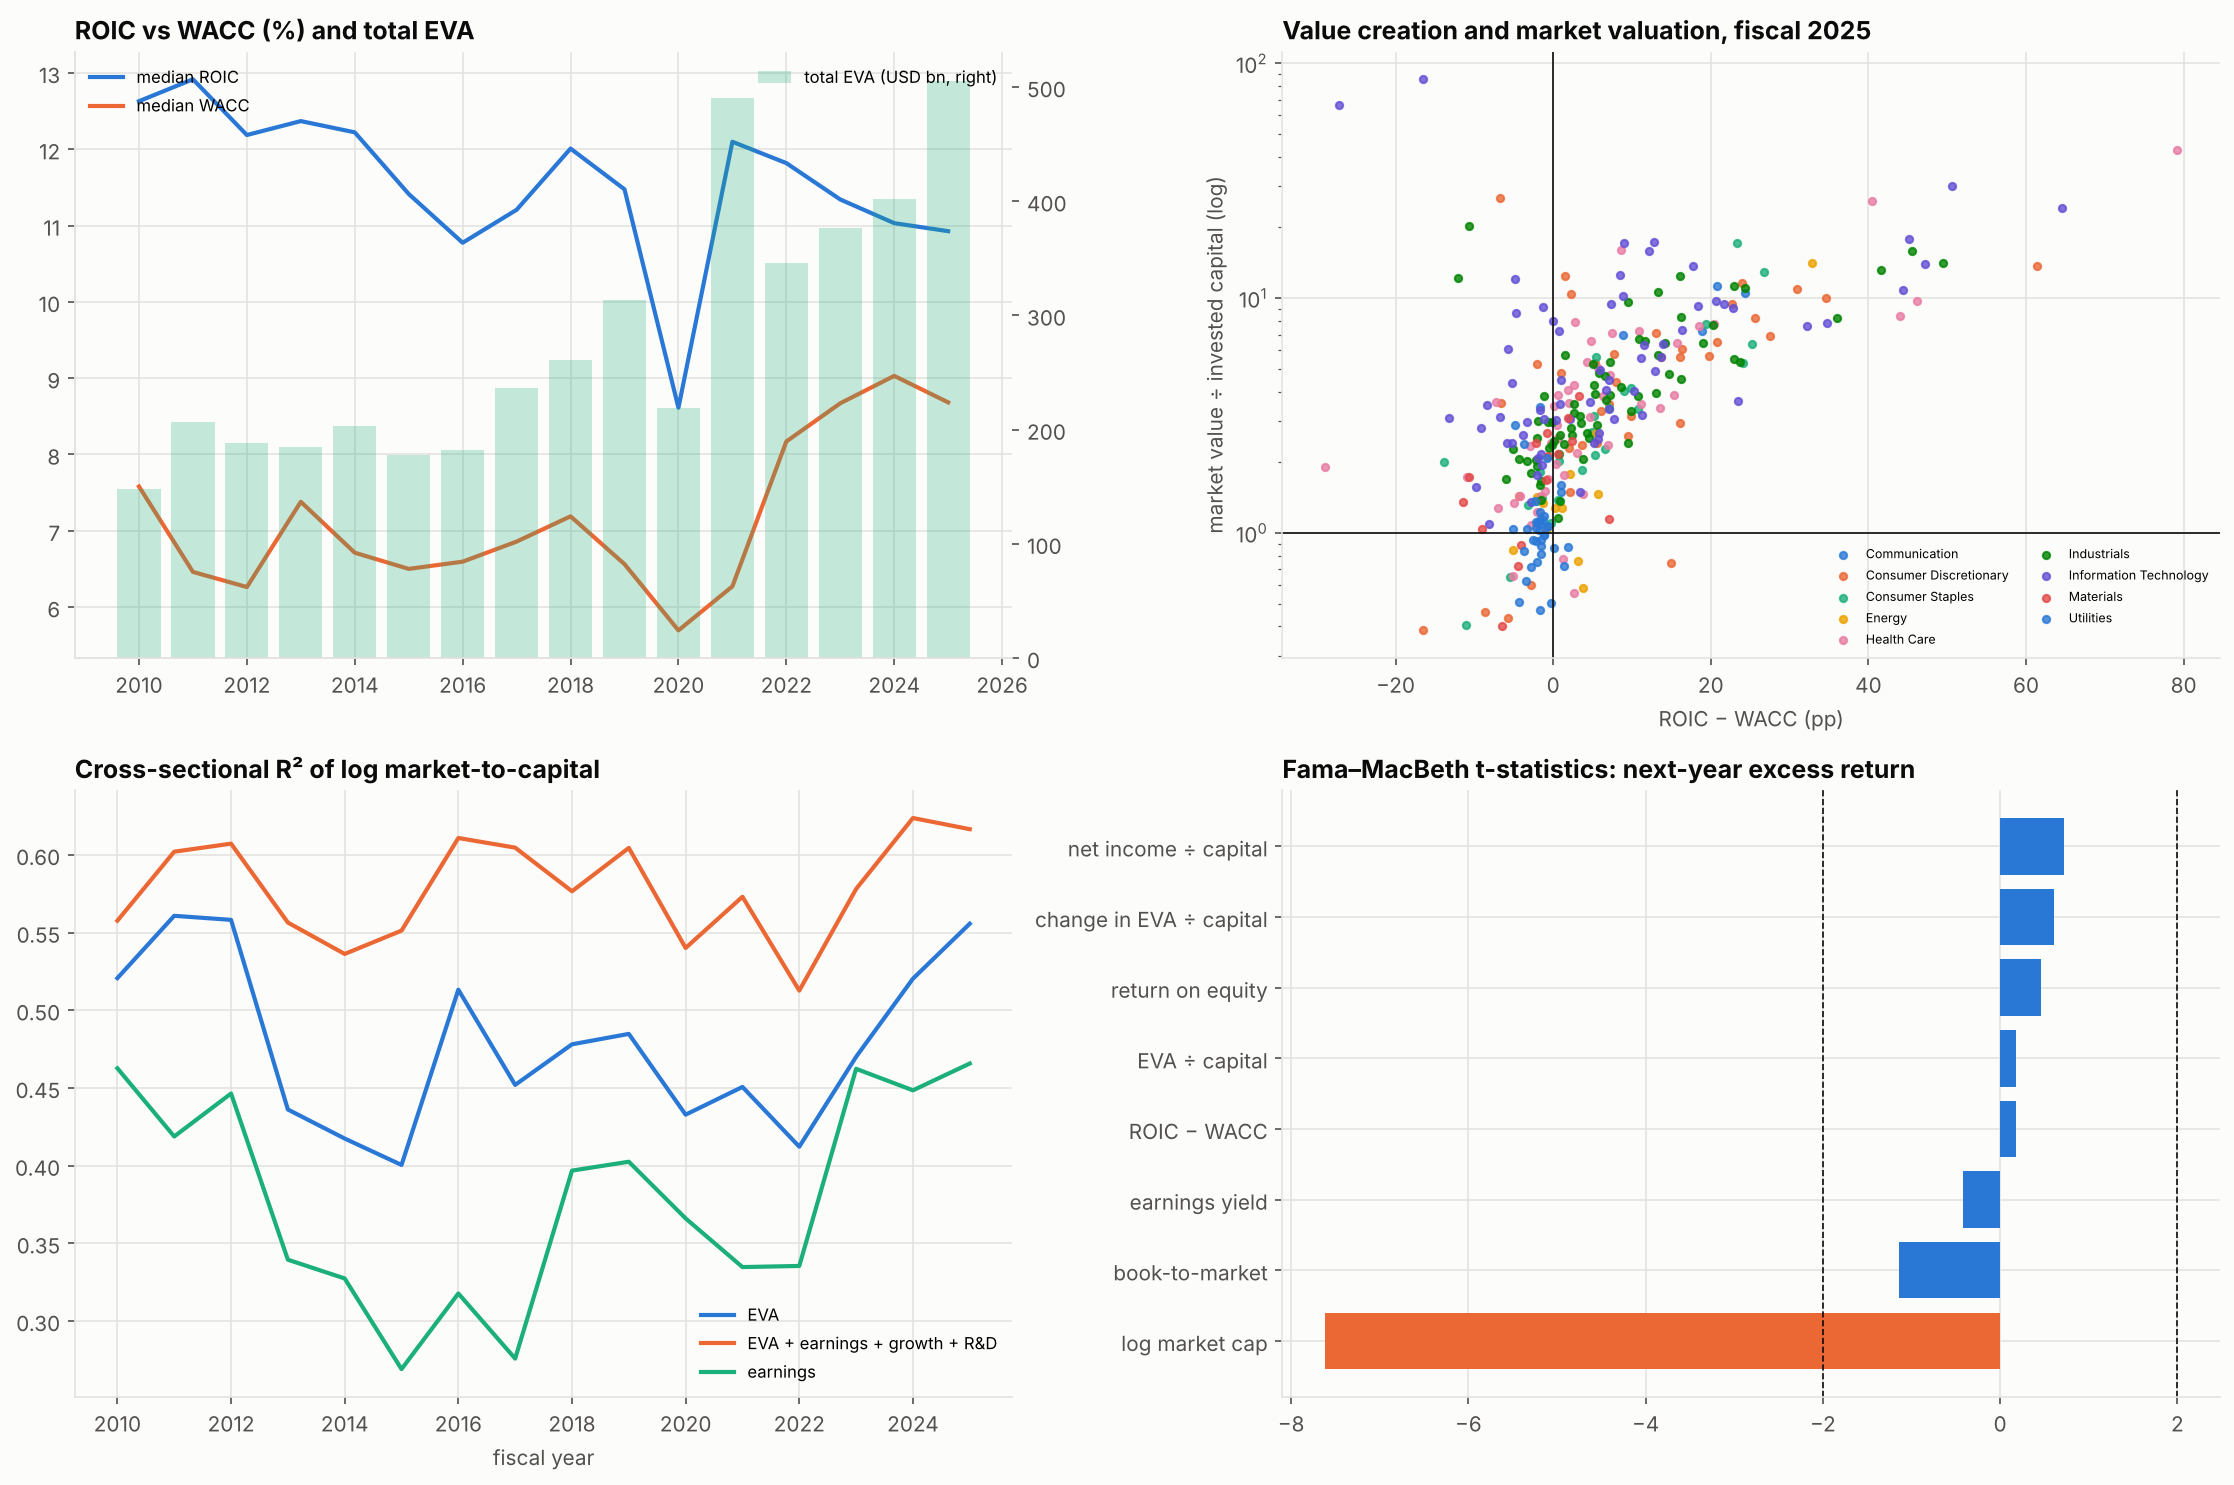 ROIC vs WACC (%) and total EVA
median ROIC
median WACC
total EVA (USD bn, right)
13
12
11
10
9
8
7
6
500
400
300
200
100
0
2010 2012 2014 2016 2018 2020 2022 2024 2026
Value creation and market valuation, fiscal 2025
market value ÷ invested capital (log)
10²
10¹
10⁰
Communication
Consumer Discretionary
Consumer Staples
Energy
Health Care
Industrials
Information Technology
Materials
Utilities
−20 0 20 40 60 80
ROIC − WACC (pp)
Cross-sectional R² of log market-to-capital
0.60
0.55
0.50
0.45
0.40
0.35
0.30
EVA
EVA + earnings + growth + R&D
earnings
2010 2012 2014 2016 2018 2020 2022 2024
fiscal year
Fama–MacBeth t-statistics: next-year excess return
net income ÷ capital
change in EVA ÷ capital
return on equity
EVA ÷ capital
ROIC − WACC
earnings yield
book-to-market
log market cap
−8 −6 −4 −2 0 2